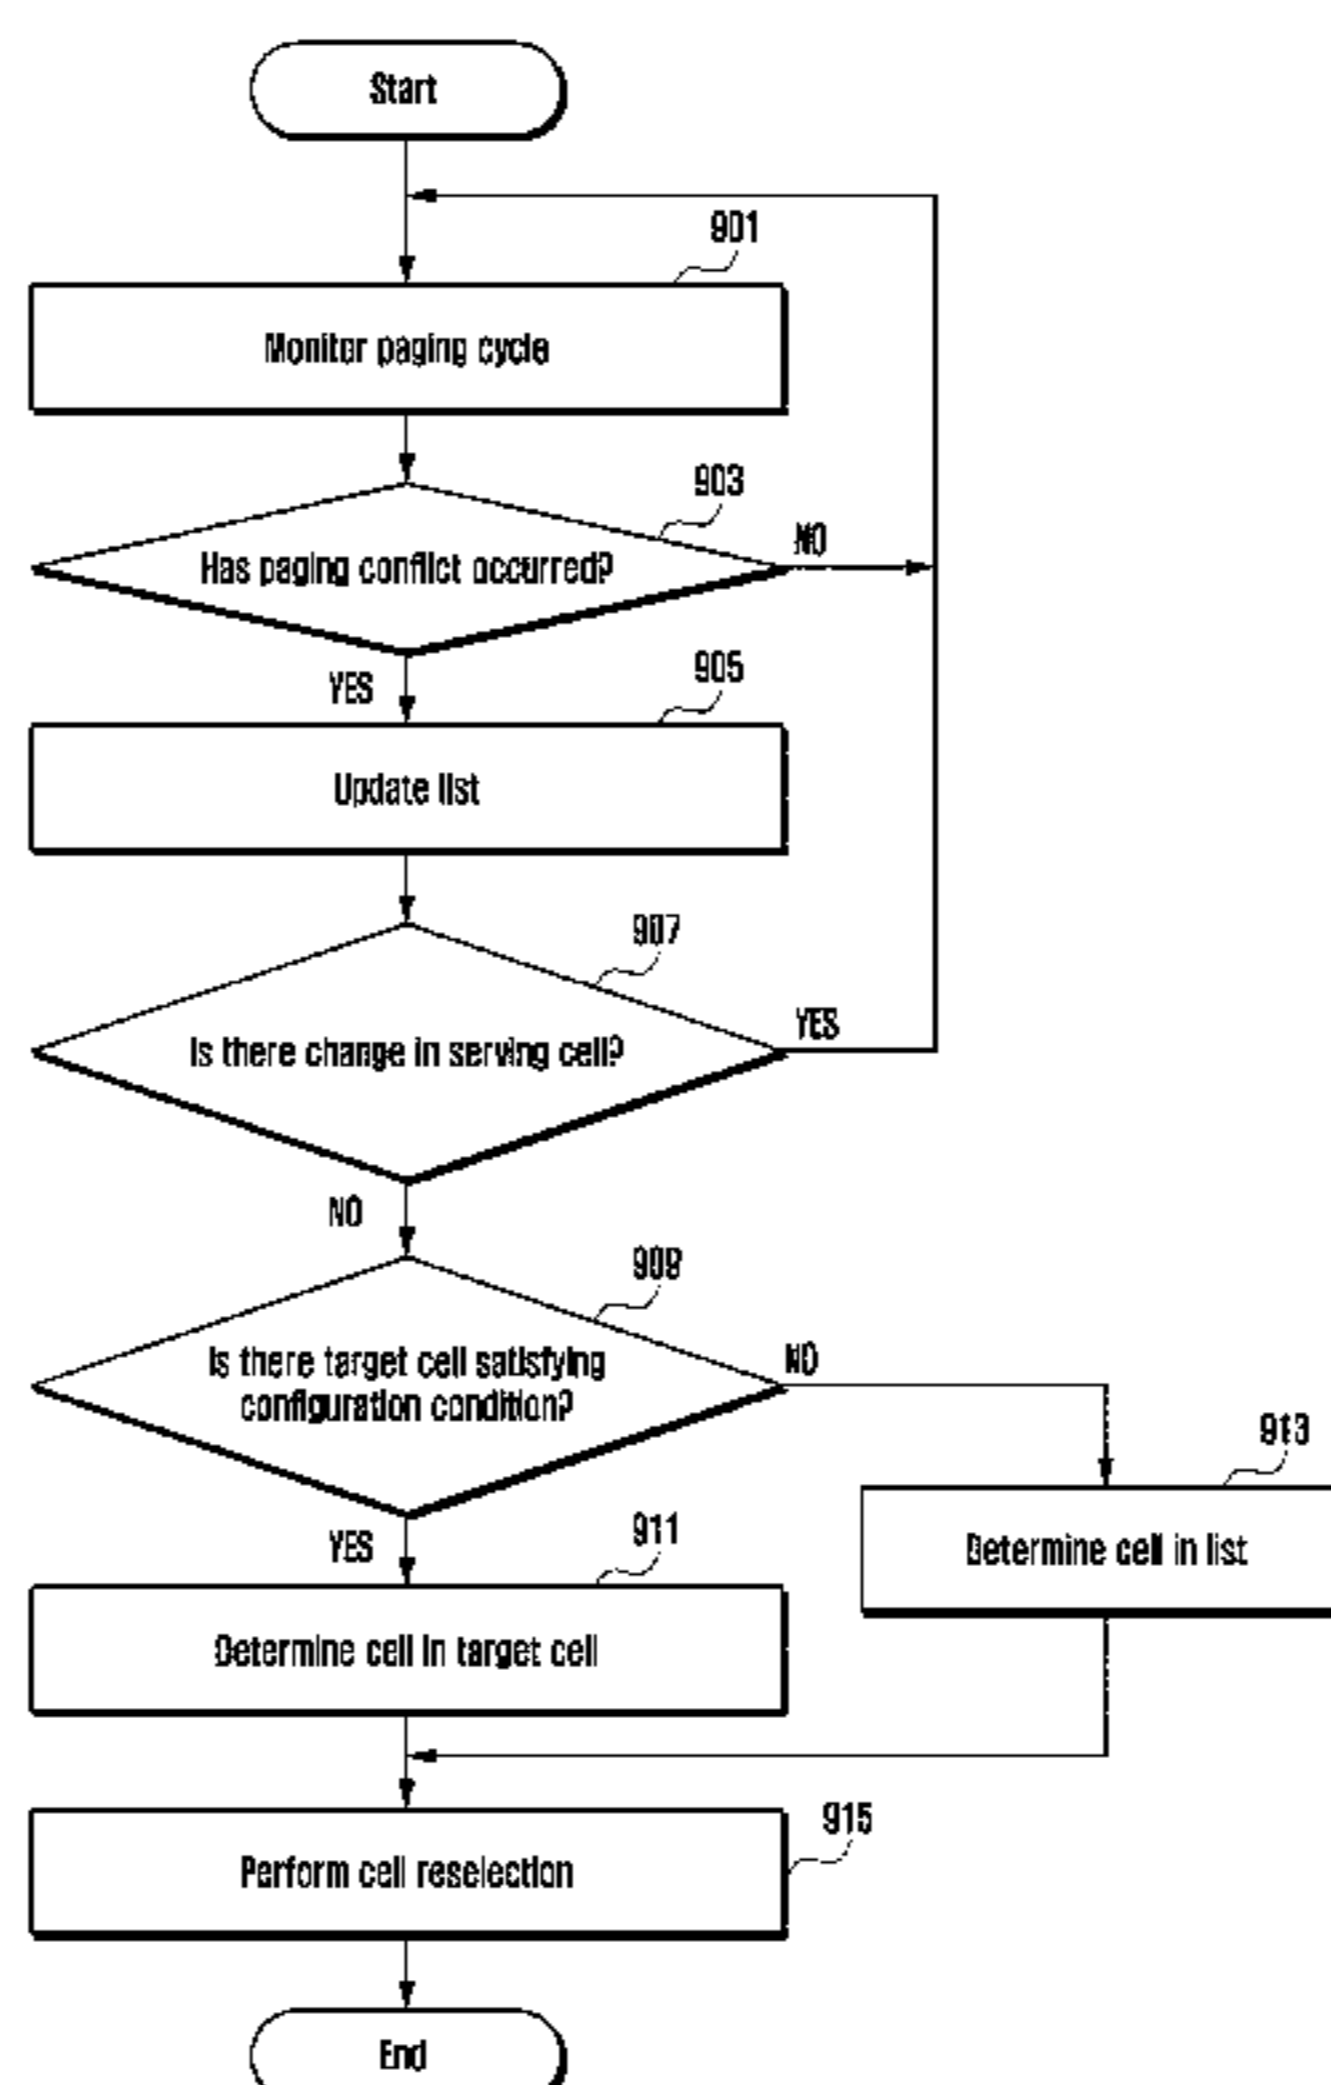 Start
901
Monitor paging cycle
903
Has paging conflict occurred?
NO
YES
905
Update list
907
Is there change in serving cell?
YES
NO
909
Is there target cell satisfying
configuration condition?
NO
YES
911
Determine cell in target cell
913
Determine cell in list
915
Perform cell reselection
End